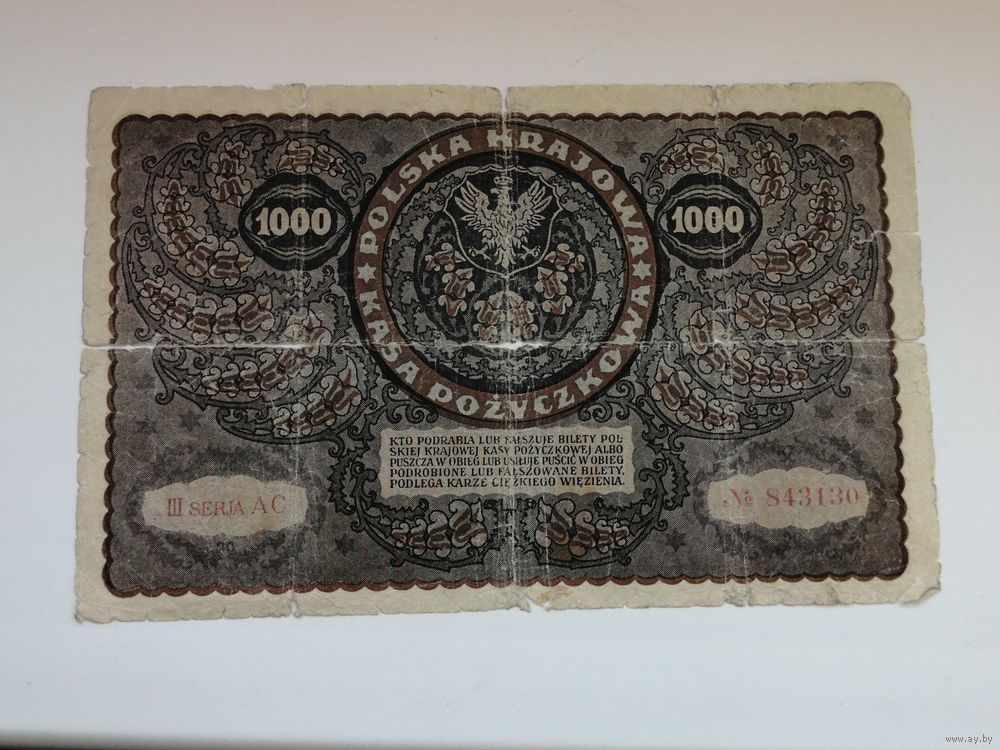 POLSKA KRAJOWA
KASA POŻYCZKOWA
1000
1000
KTO PODRABIA LUB FAŁSZUJE BILETY POL-
SKIEJ KRAJOWEJ KASY POŻYCZKOWEJ ALBO
PUSZCZA W OBIEG LUB USIŁUJE PUŚCIĆ W OBIEG
PODROBIONE LUB FAŁSZOWANE BILETY,
PODLEGA KARZE CIĘŻKIEGO WIĘZIENIA.
III SERJA AC
№ 843130
www.ay.by